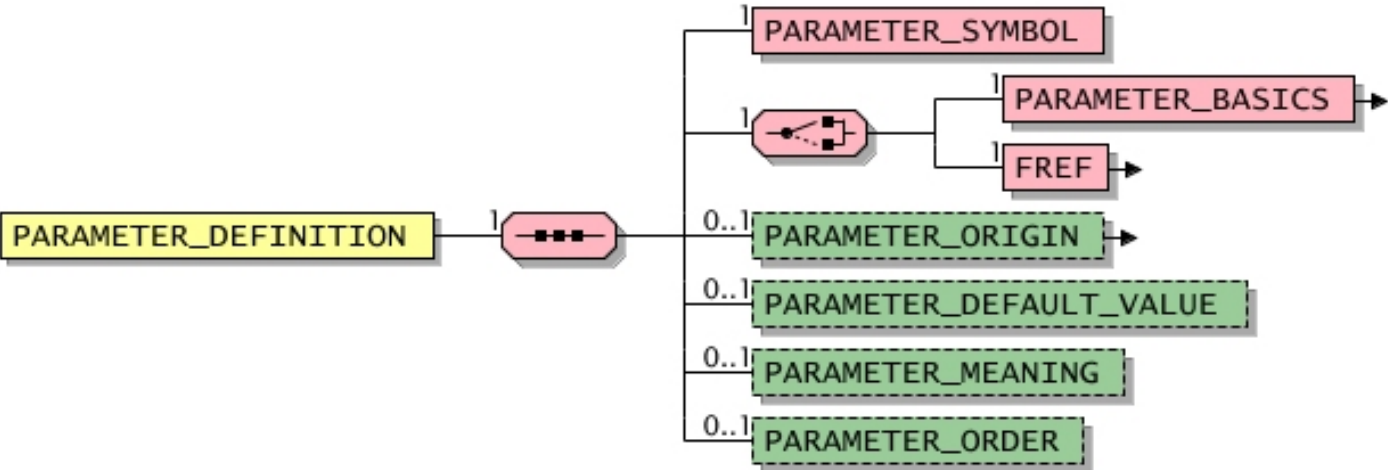 1 PARAMETER_SYMBOL
1 PARAMETER_BASICS
1
1 FREF
PARAMETER_DEFINITION 1 0..1 PARAMETER_ORIGIN
0..1 PARAMETER_DEFAULT_VALUE
0..1 PARAMETER_MEANING
0..1 PARAMETER_ORDER